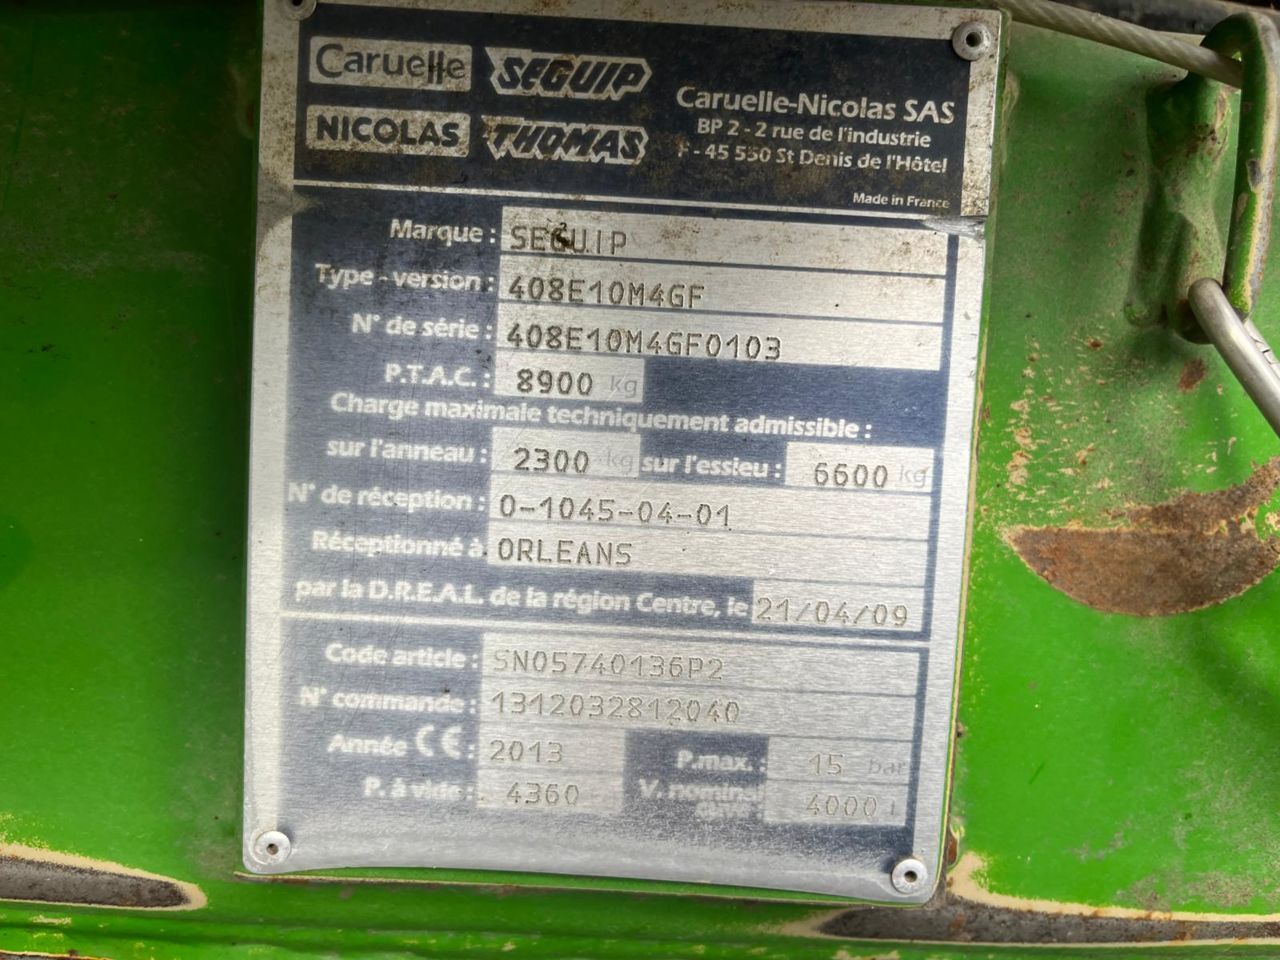 Caruelle SEGUIP
NICOLAS THOMAS
Caruelle-Nicolas SAS
BP 2 - 2 rue de l'industrie
F - 45 550 St Denis de l'Hôtel
Made in France
Marque : SEGUIP
Type - version : 408E10M4GF
N° de série : 408E10M4GF0103
P.T.A.C. : 8900 kg
Charge maximale techniquement admissible :
sur l'anneau : 2300 kg sur l'essieu : 6600 kg
N° de réception : 0-1045-04-01
Réceptionné à ORLEANS
par la D.R.E.A.L. de la région Centre, le 21/04/09
Code article : SN05740136P2
N° commande : 1312032812040
Année CE : 2013 P.max. : 15 bar
P. à vide : 4360 V. nominal
cuve 4000 L